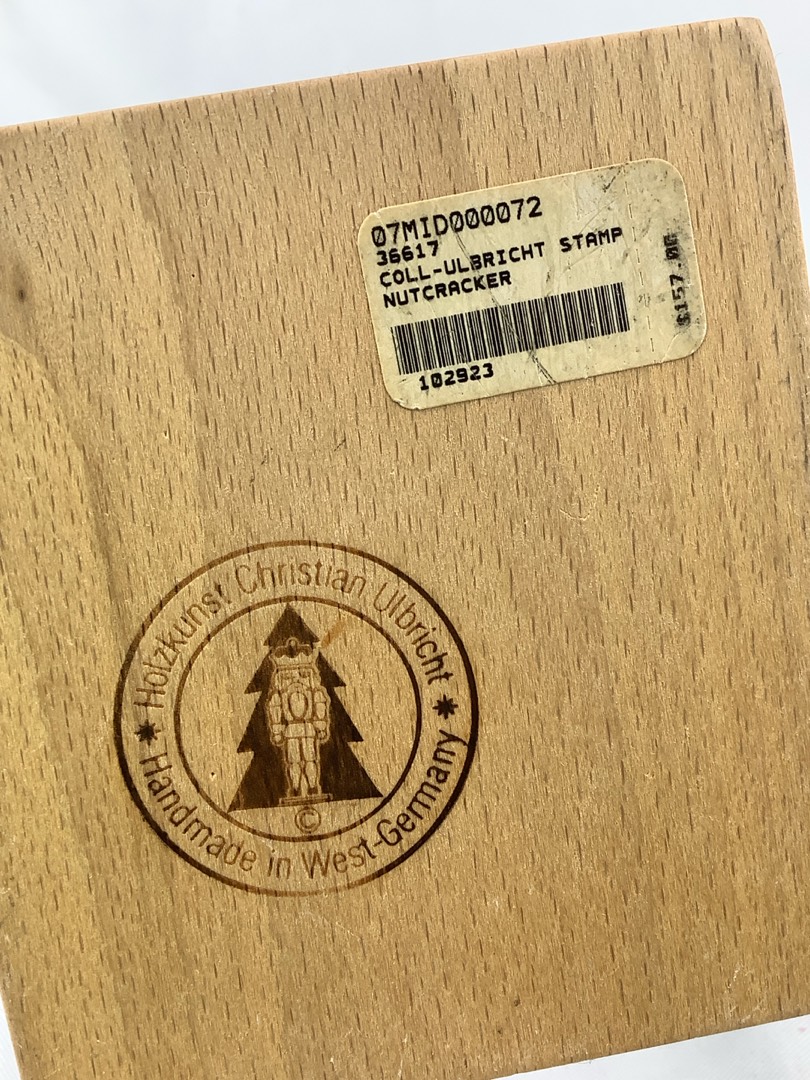 07MID000072
36617
COLL-ULBRICHT STAMP
NUTCRACKER
102923
$157.00
Holzkunst Christian Ulbricht
Handmade in West-Germany
©